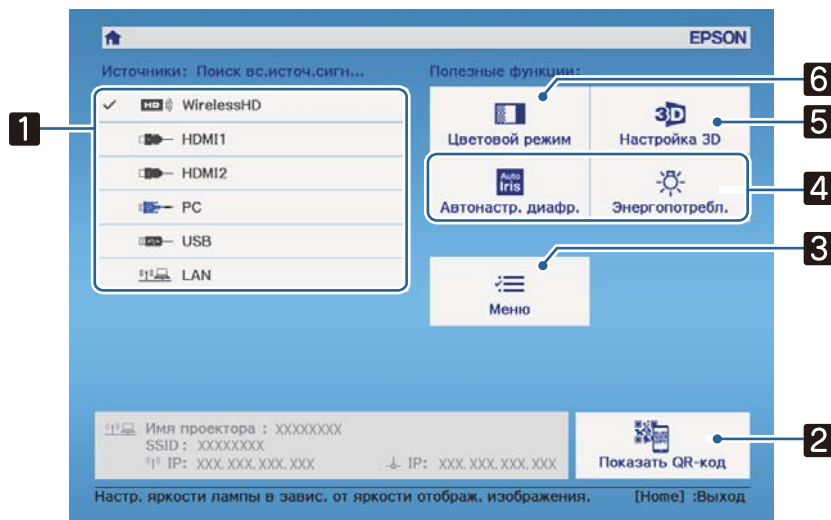 EPSON
Источники: Поиск вс.источ.сигн...
Полезные функции:
1
WirelessHD
HDMI1
HDMI2
PC
USB
LAN
6
Цветовой режим
3D
Настройка 3D
5
Auto
Iris
Автонастр. диафр.
Энергопотребл.
4
3
Меню
Имя проектора : XXXXXXXX
SSID : XXXXXXXX
IP: XXX. XXX. XXX. XXX
IP: XXX. XXX. XXX. XXX
Показать QR-код
2
Настр. яркости лампы в завис. от яркости отображ. изображения.
[Home] :Выход